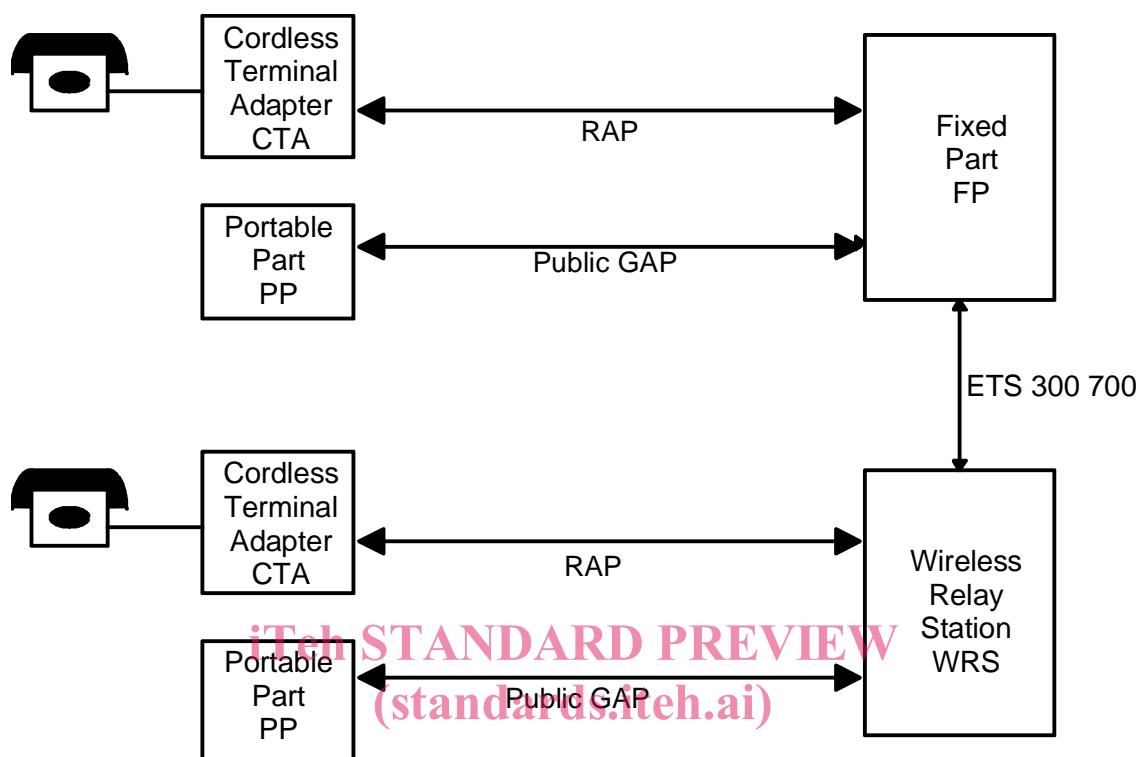 Cordless
Terminal
Adapter
CTA
RAP
Fixed
Part
FP
Portable
Part
PP
Public GAP
ETS 300 700
Cordless
Terminal
Adapter
CTA
RAP
Wireless
Relay
Station
WRS
iTeh STANDARD PREVIEW
(standards.iteh.ai)
Portable
Part
PP
Public GAP